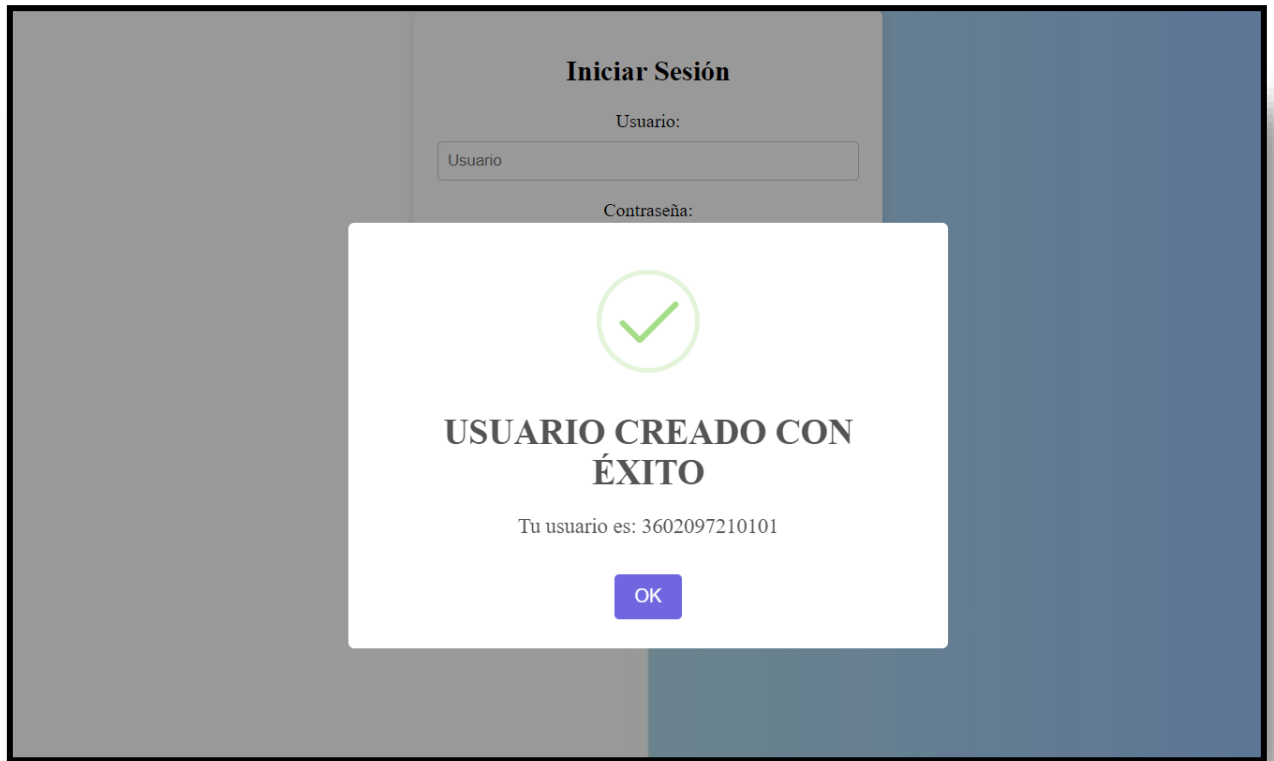 Iniciar Sesión
Usuario:
Usuario
Contraseña:
USUARIO CREADO CON
ÉXITO
Tu usuario es: 3602097210101
OK